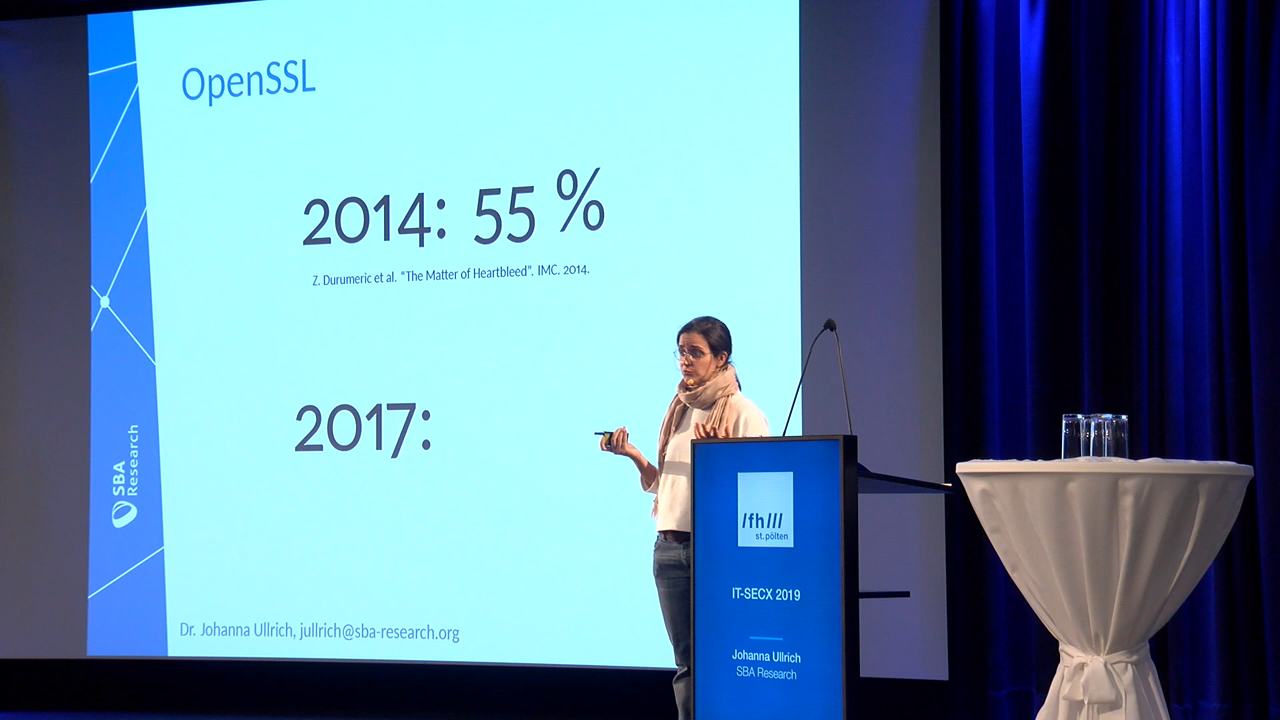 OpenSSL
2014: 55 %
Z. Durumeric et al. “The Matter of Heartbleed”. IMC. 2014.
2017:
SBA
Research
Dr. Johanna Ullrich, jullrich@sba-research.org
/fh///
st.pölten
IT-SECX 2019
Johanna Ullrich
SBA Research